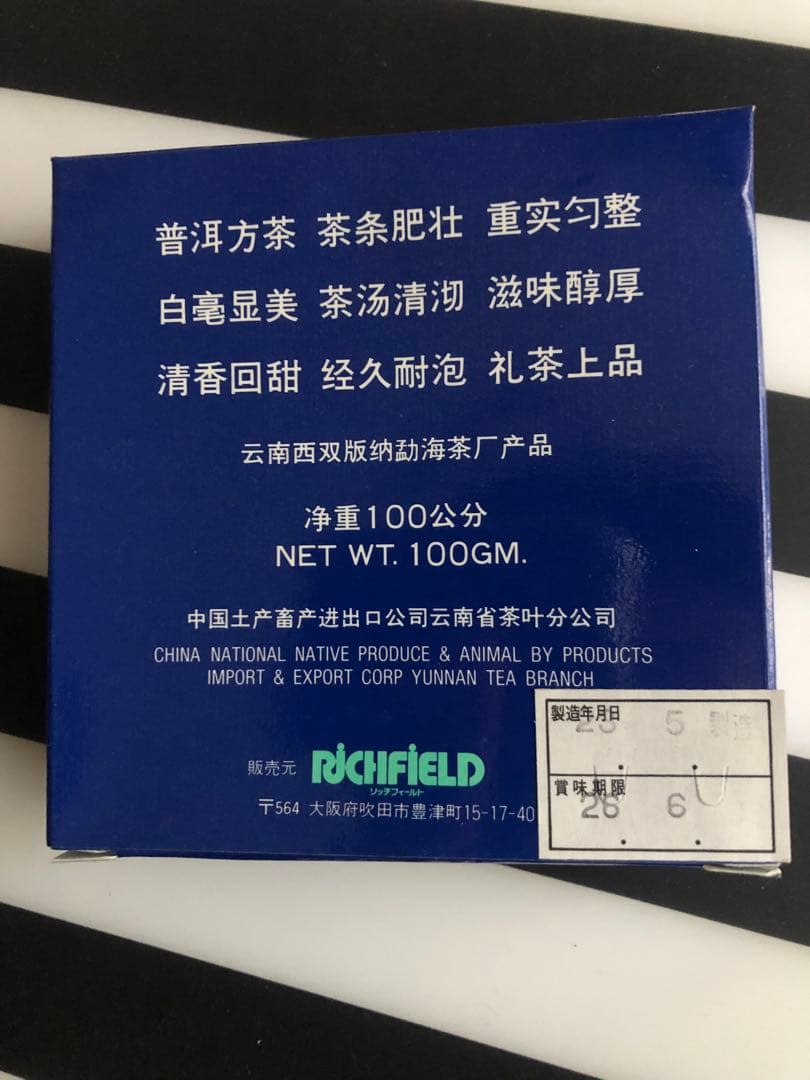 普洱方茶 茶条肥壮 重实匀整
白毫显美 茶汤清沏 滋味醇厚
清香回甜 经久耐泡 礼茶上品
云南西双版纳勐海茶厂产品
净重100公分
NET WT. 100GM.
中国土产畜产进出口公司云南省茶叶分公司
CHINA NATIONAL NATIVE PRODUCE & ANIMAL BY PRODUCTS
IMPORT & EXPORT CORP YUNNAN TEA BRANCH
販売元 RiCHFiELD
リッチフィールド
〒564 大阪府吹田市豊津町15-17-40
製造年月日
5
賞味期限
6